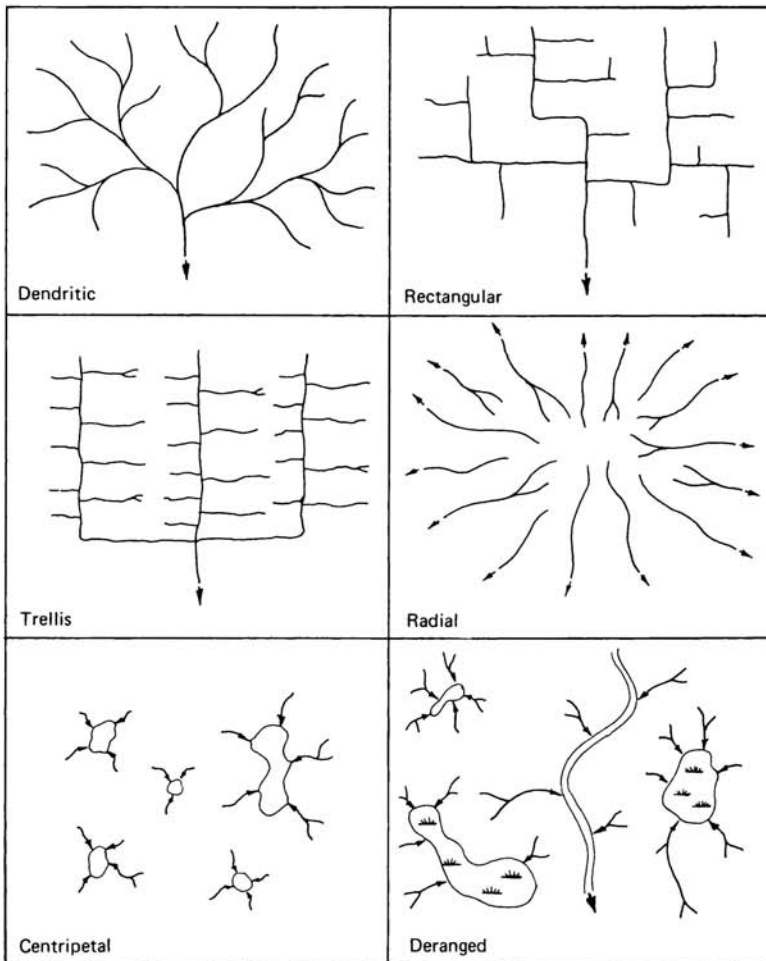 Dendritic
Rectangular
Trellis
Radial
Centripetal
Deranged